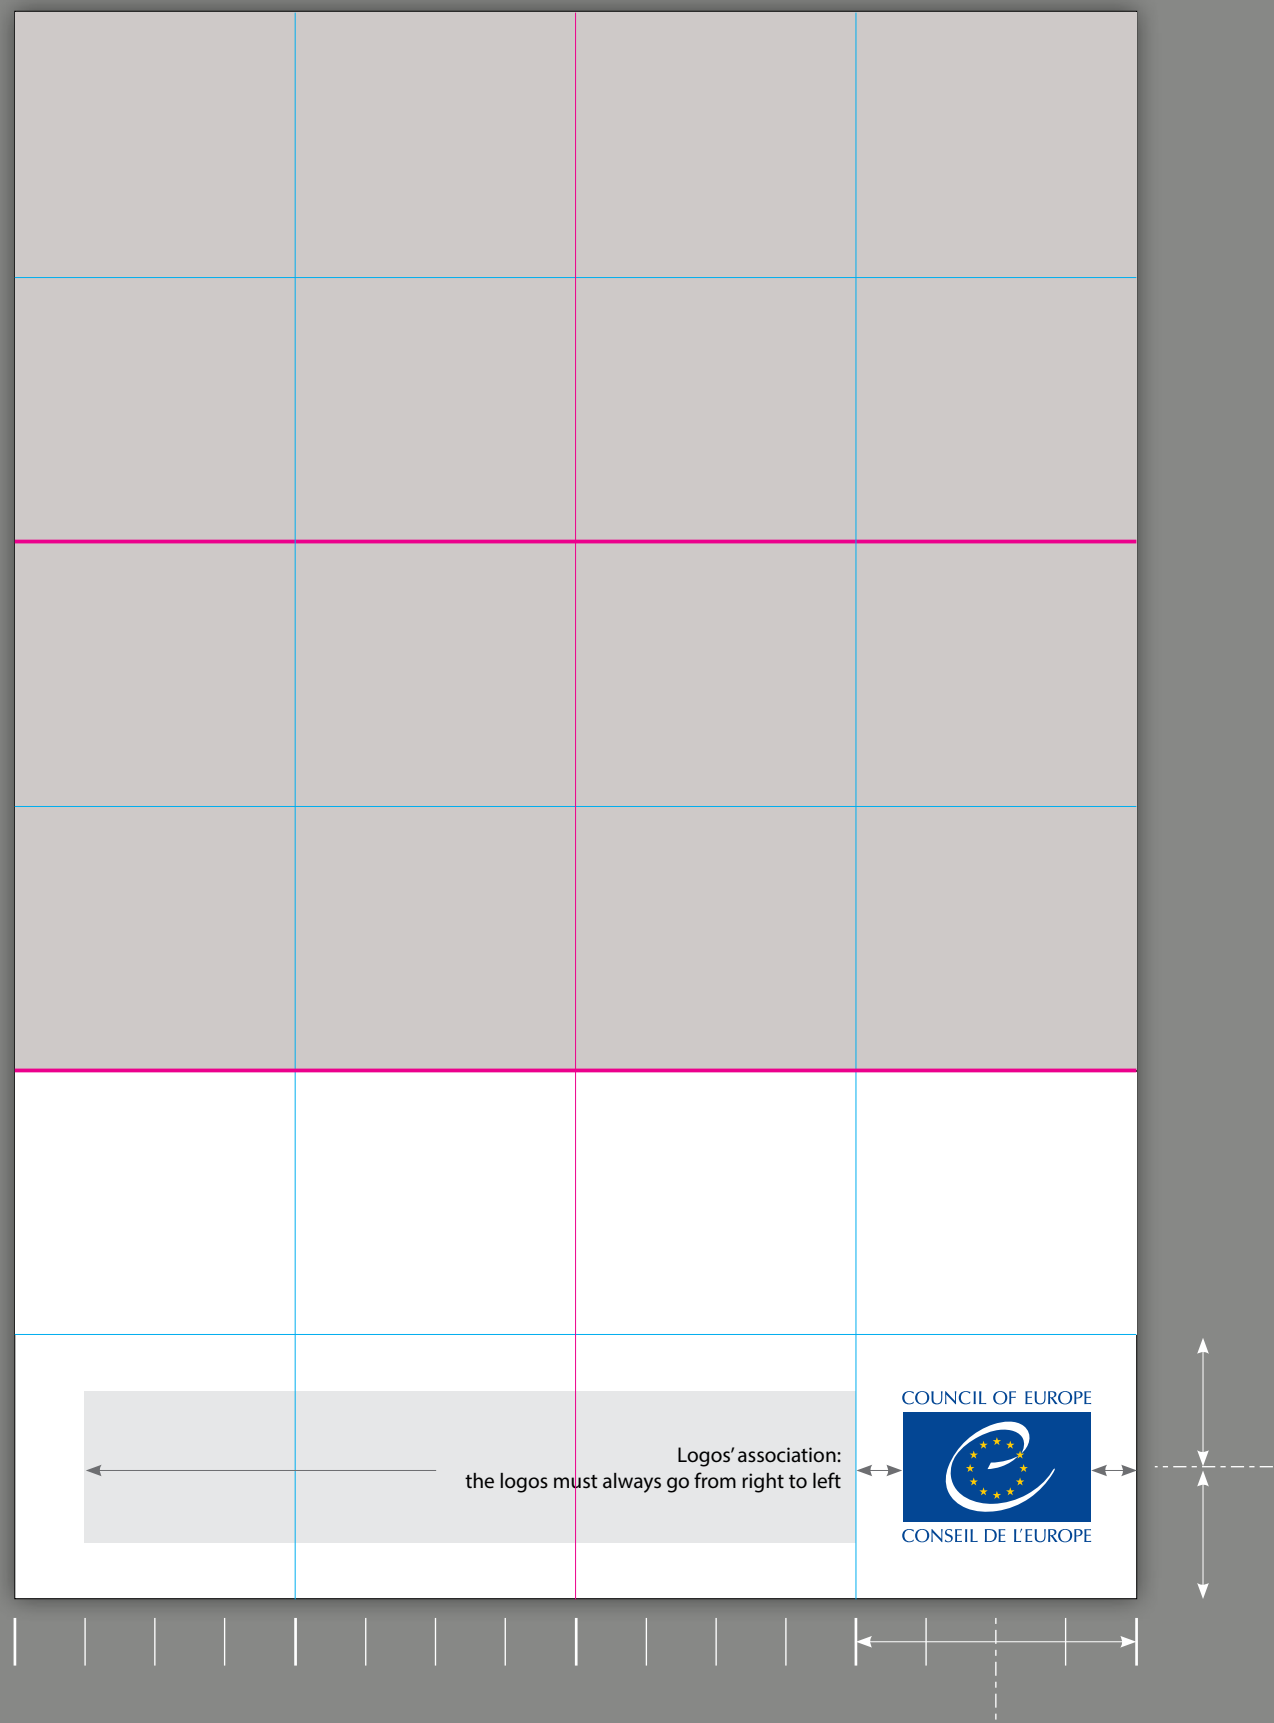 COUNCIL OF EUROPE
Logos’ association:
the logos must always go from right to left
CONSEIL DE L’EUROPE